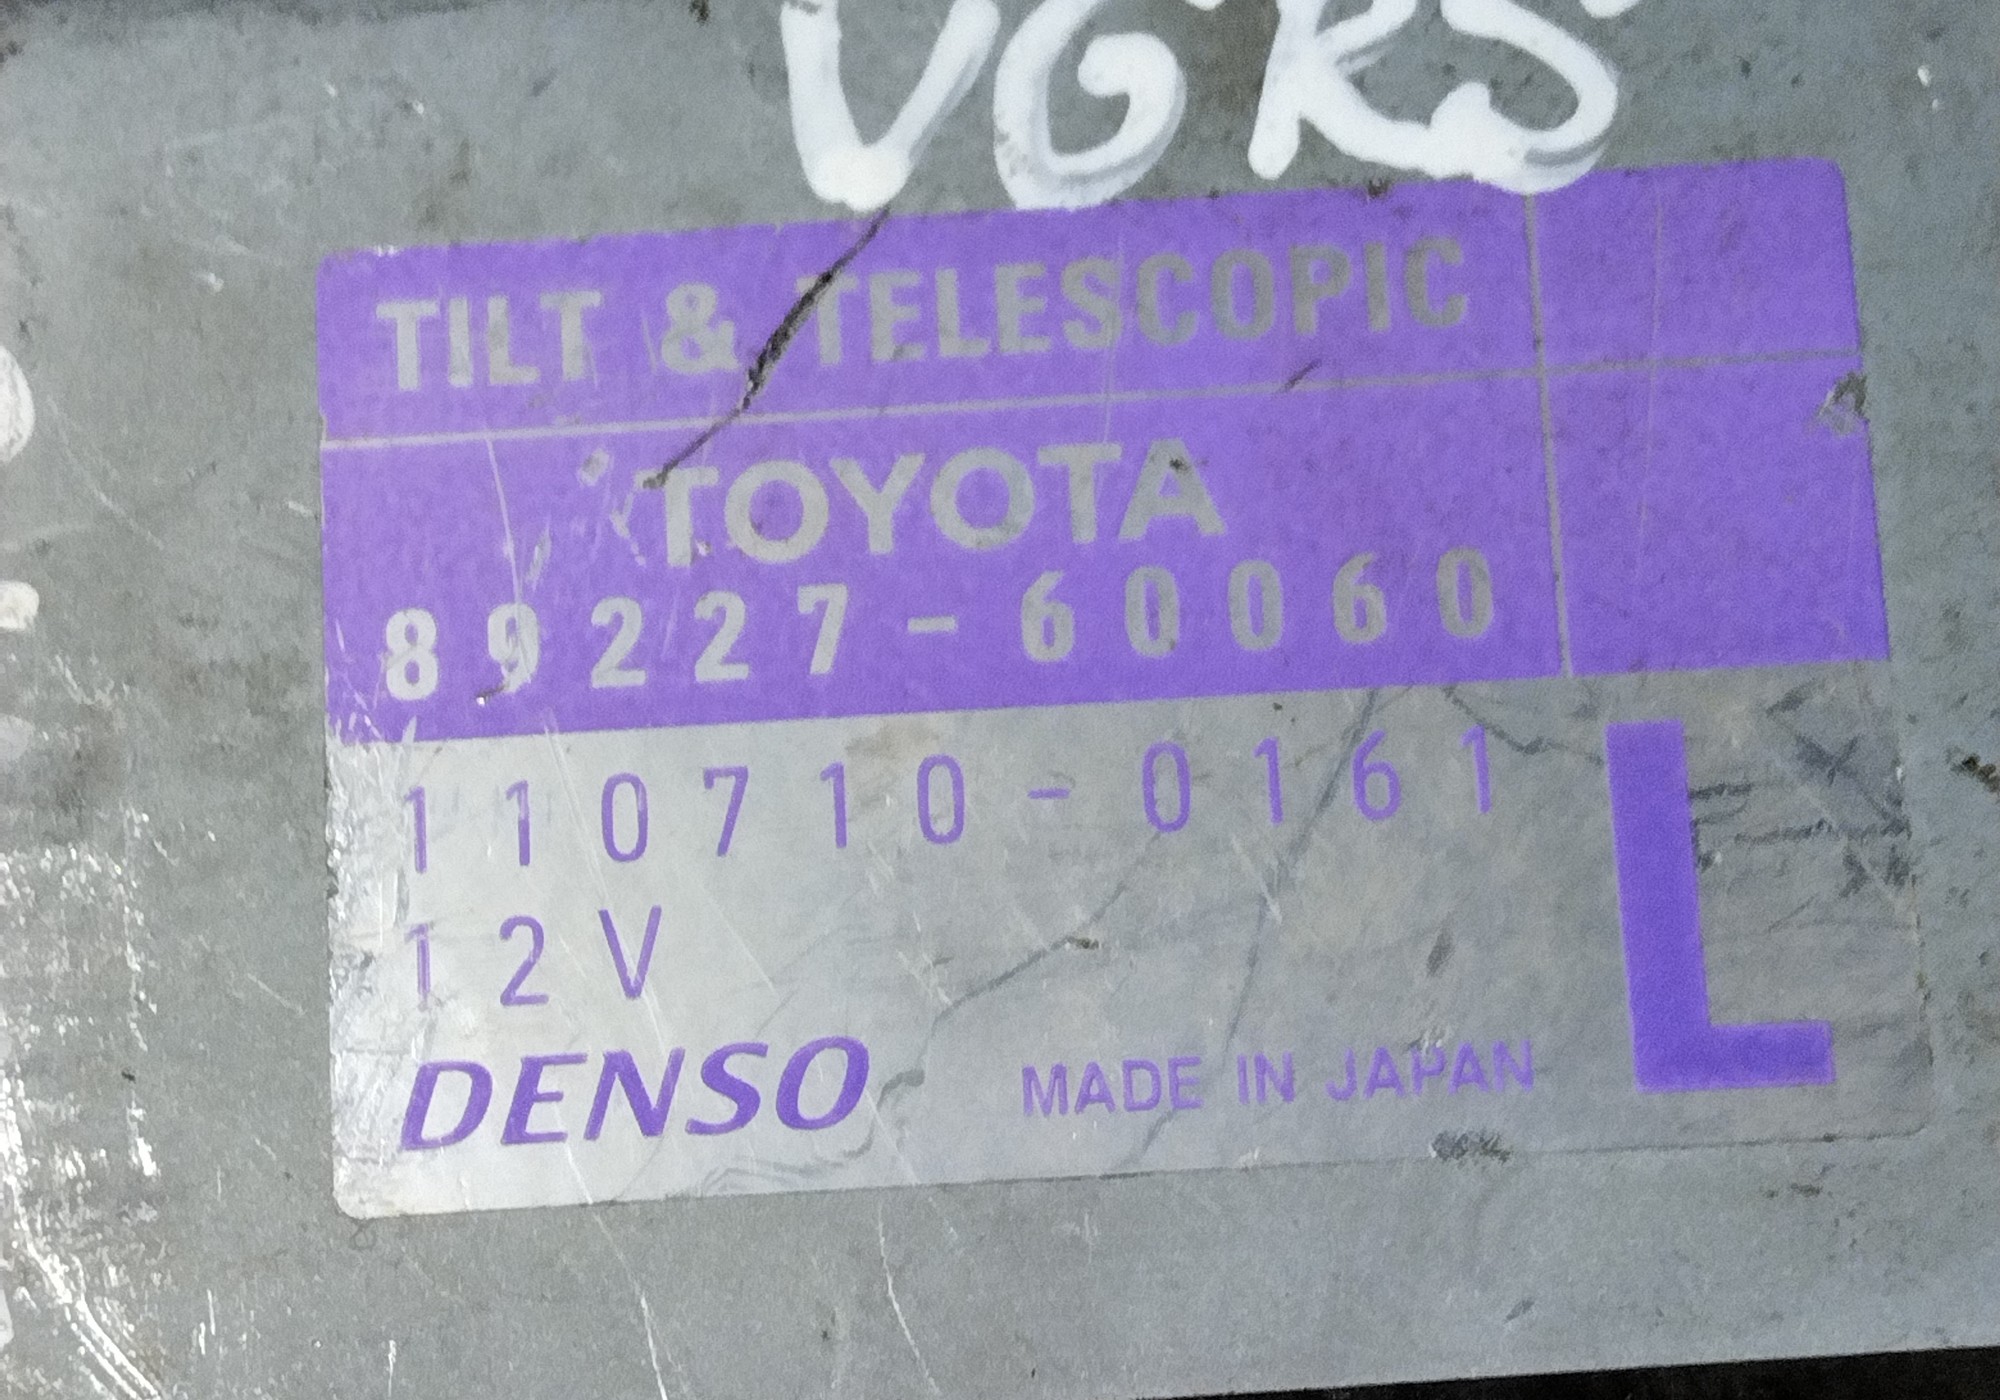 VGRS
TILT & TELESCOPIC
TOYOTA
89227-60060
110710-0161
L
12V
DENSO MADE IN JAPAN